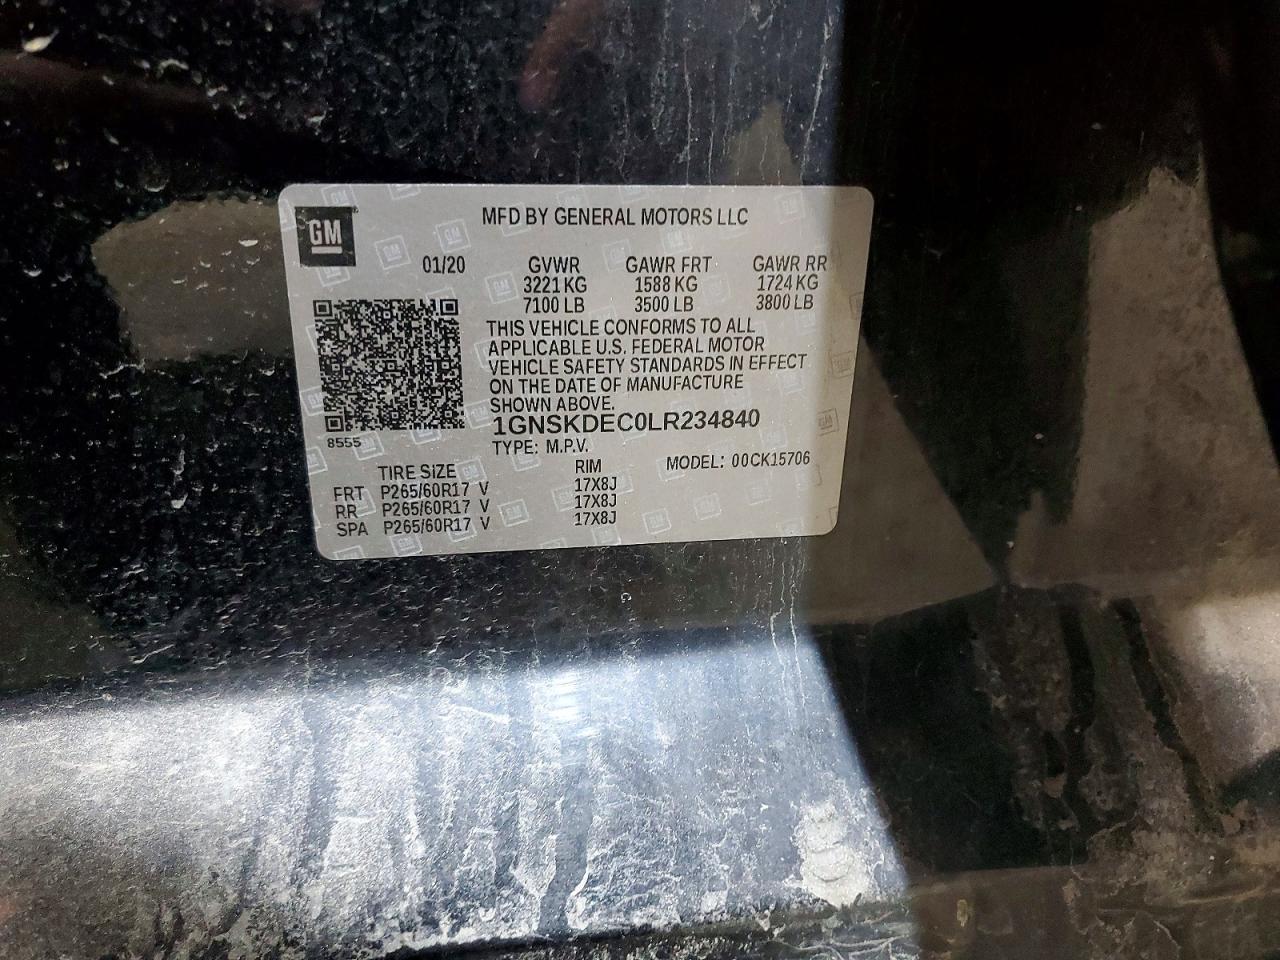 GM
MFD BY GENERAL MOTORS LLC
01/20 GVWR GAWR FRT GAWR RR
3221 KG 1588 KG 1724 KG
7100 LB 3500 LB 3800 LB
THIS VEHICLE CONFORMS TO ALL
APPLICABLE U.S. FEDERAL MOTOR
VEHICLE SAFETY STANDARDS IN EFFECT
ON THE DATE OF MANUFACTURE
SHOWN ABOVE.
1GNSKDEC0LR234840
8555
TYPE: M.P.V.
MODEL: 00CK15706
TIRE SIZE RIM
FRT P265/60R17 V 17X8J
RR P265/60R17 V 17X8J
SPA P265/60R17 V 17X8J